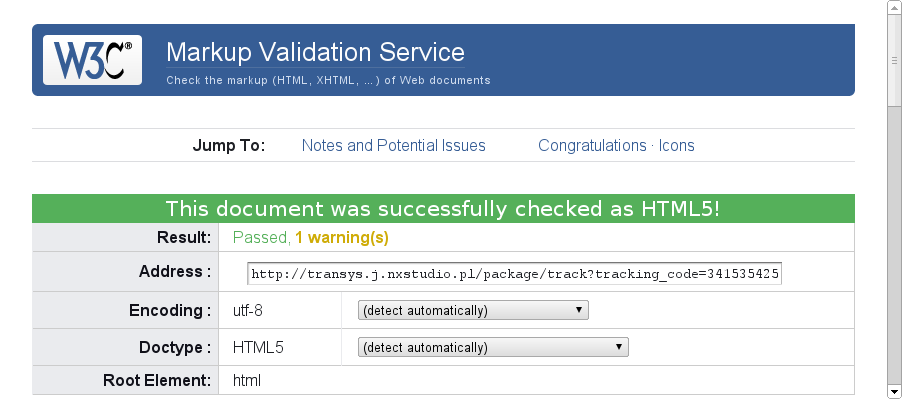 W3C®
Markup Validation Service
Check the markup (HTML, XHTML, ...) of Web documents
Jump To: Notes and Potential Issues Congratulations · Icons
This document was successfully checked as HTML5!
Result: Passed, 1 warning(s)
Address : http://transys.j.nxstudio.pl/package/track?tracking_code=341535425
Encoding : utf-8 (detect automatically)
Doctype : HTML5 (detect automatically)
Root Element: html